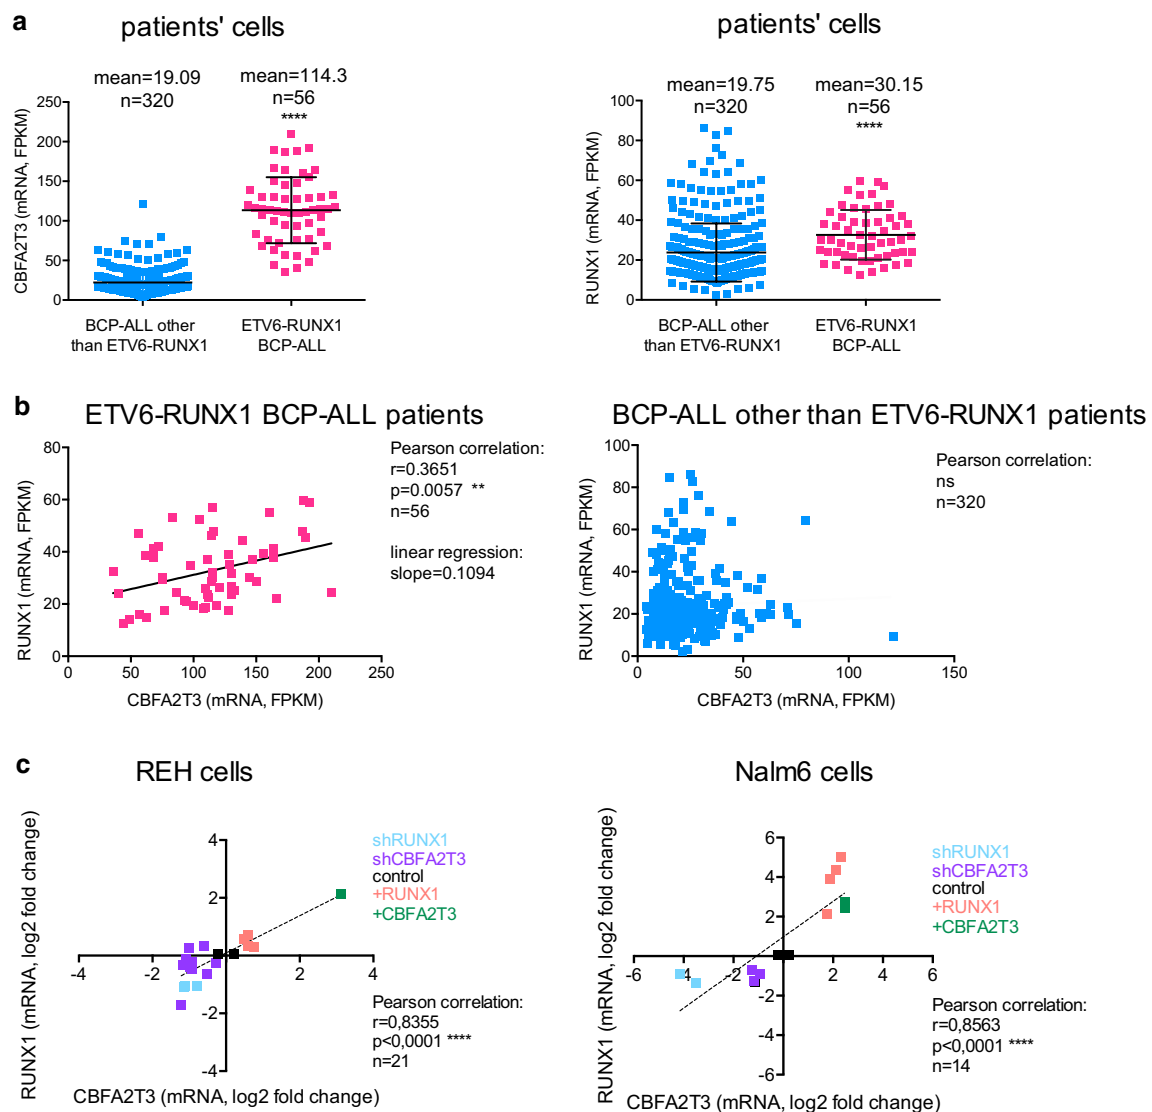 a
patients' cells
mean=19.09
n=320
mean=114.3
n=56
****
CBFA2T3 (mRNA, FPKM)
250
200
150
100
50
0
BCP-ALL other
than ETV6-RUNX1
ETV6-RUNX1
BCP-ALL
patients' cells
mean=19.75
n=320
mean=30.15
n=56
****
RUNX1 (mRNA, FPKM)
100
80
60
40
20
0
BCP-ALL other
than ETV6-RUNX1
ETV6-RUNX1
BCP-ALL
b
ETV6-RUNX1 BCP-ALL patients
RUNX1 (mRNA, FPKM)
80
60
40
20
0
0 50 100 150 200 250
CBFA2T3 (mRNA, FPKM)
Pearson correlation:
r=0.3651
p=0.0057 **
n=56
linear regression:
slope=0.1094
BCP-ALL other than ETV6-RUNX1 patients
RUNX1 (mRNA, FPKM)
100
80
60
40
20
0
0 50 100 150
CBFA2T3 (mRNA, FPKM)
Pearson correlation:
ns
n=320
c
REH cells
RUNX1 (mRNA, log2 fold change)
4
2
-4 -2 2 4
-2
-4
CBFA2T3 (mRNA, log2 fold change)
shRUNX1
shCBFA2T3
control
+RUNX1
+CBFA2T3
Pearson correlation:
r=0,8355
p<0,0001 ****
n=21
Nalm6 cells
RUNX1 (mRNA, log2 fold change)
6
4
2
-6 -4 -2 2 4 6
-2
-4
-6
CBFA2T3 (mRNA, log2 fold change)
shRUNX1
shCBFA2T3
control
+RUNX1
+CBFA2T3
Pearson correlation:
r=0,8563
p<0,0001 ****
n=14